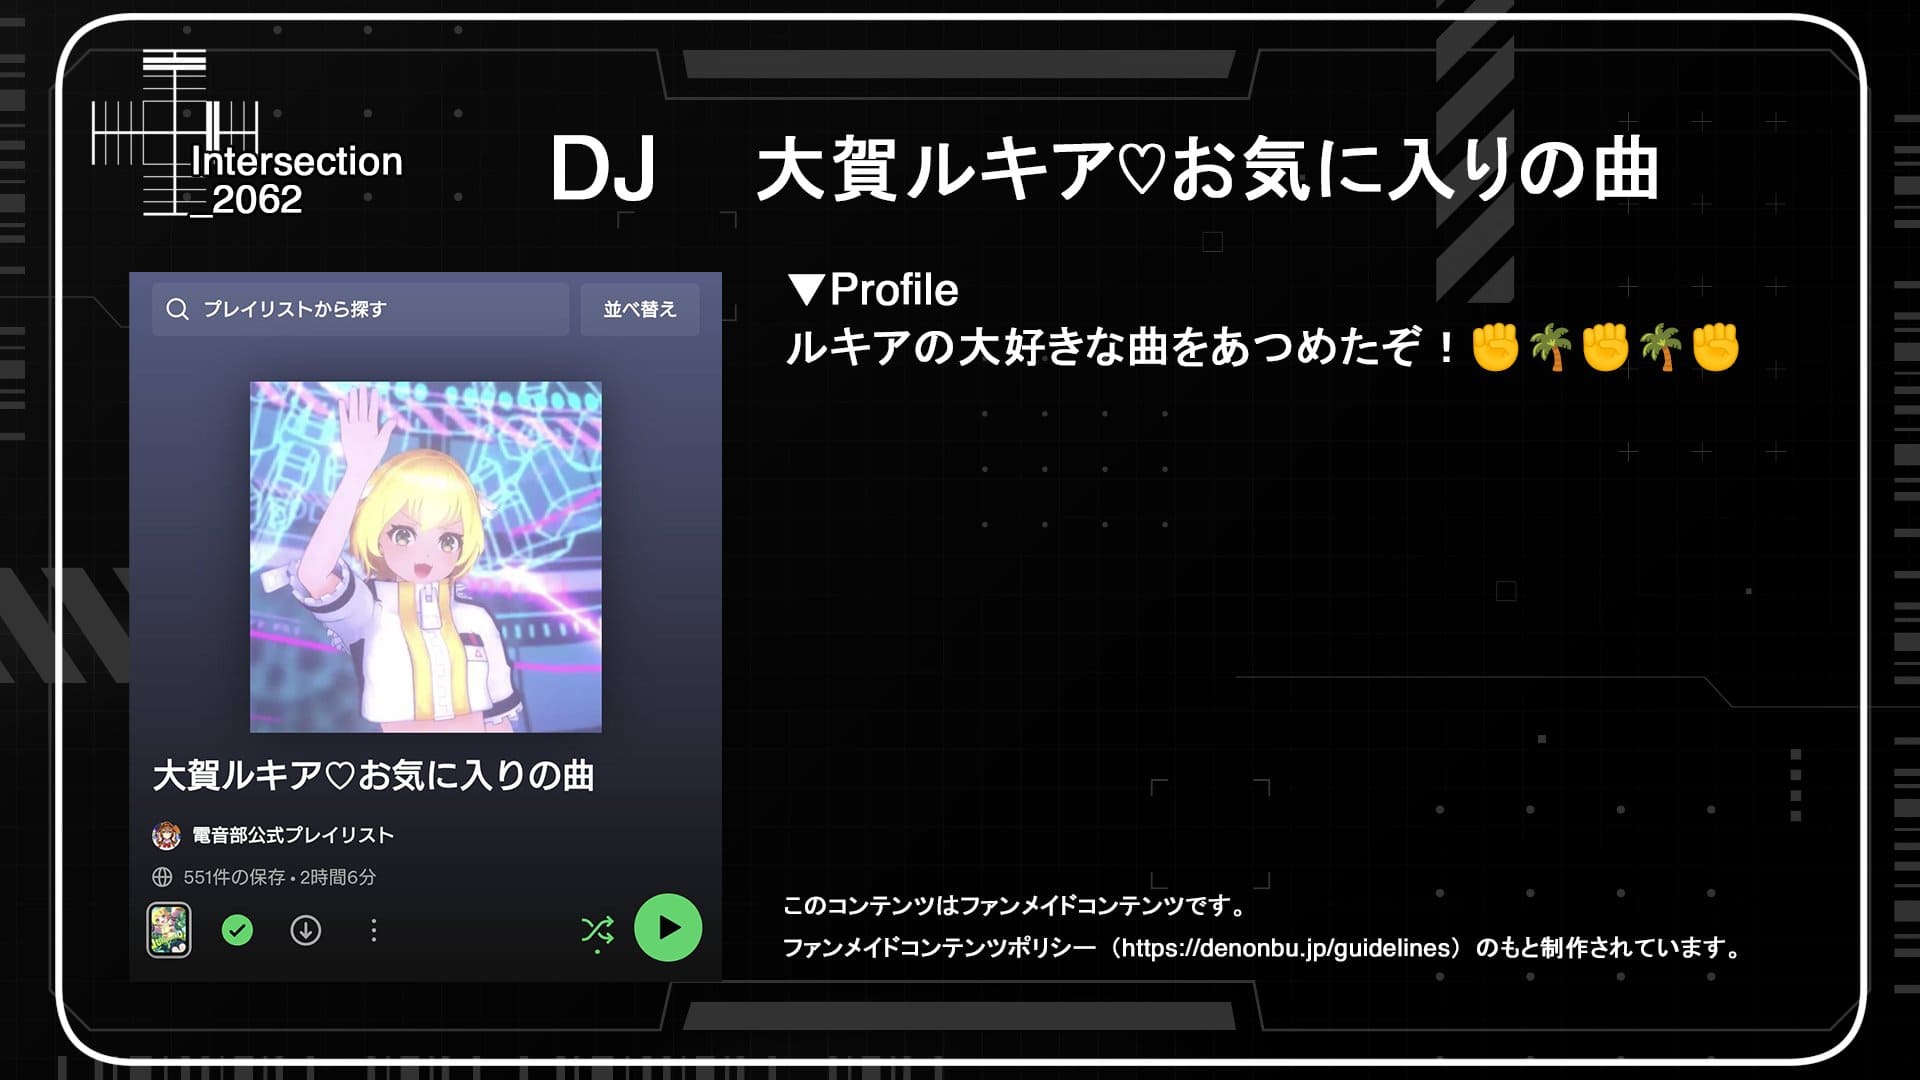 Intersection
_2062
DJ 大賀ルキア♡お気に入りの曲
プレイリストから探す
並べ替え
大賀ルキア♡お気に入りの曲
電音部公式プレイリスト
551件の保存 • 2時間6分
▼Profile
ルキアの大好きな曲をあつめたぞ！✊🌴✊🌴✊
このコンテンツはファンメイドコンテンツです。
ファンメイドコンテンツポリシー（https://denonbu.jp/guidelines）のもと制作されています。